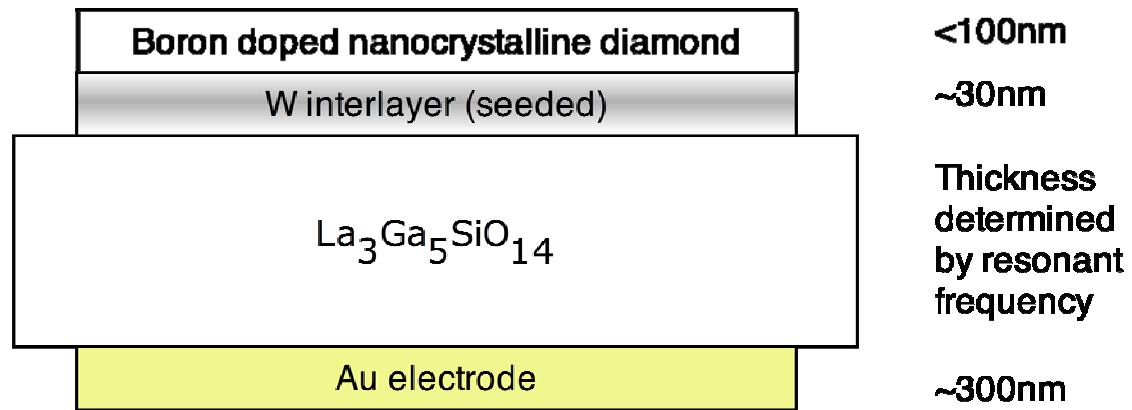 Boron doped nanocrystalline diamond
<100nm
W interlayer (seeded)
~30nm
La₃Ga₅SiO₁₄
Thickness
determined
by resonant
frequency
Au electrode
~300nm